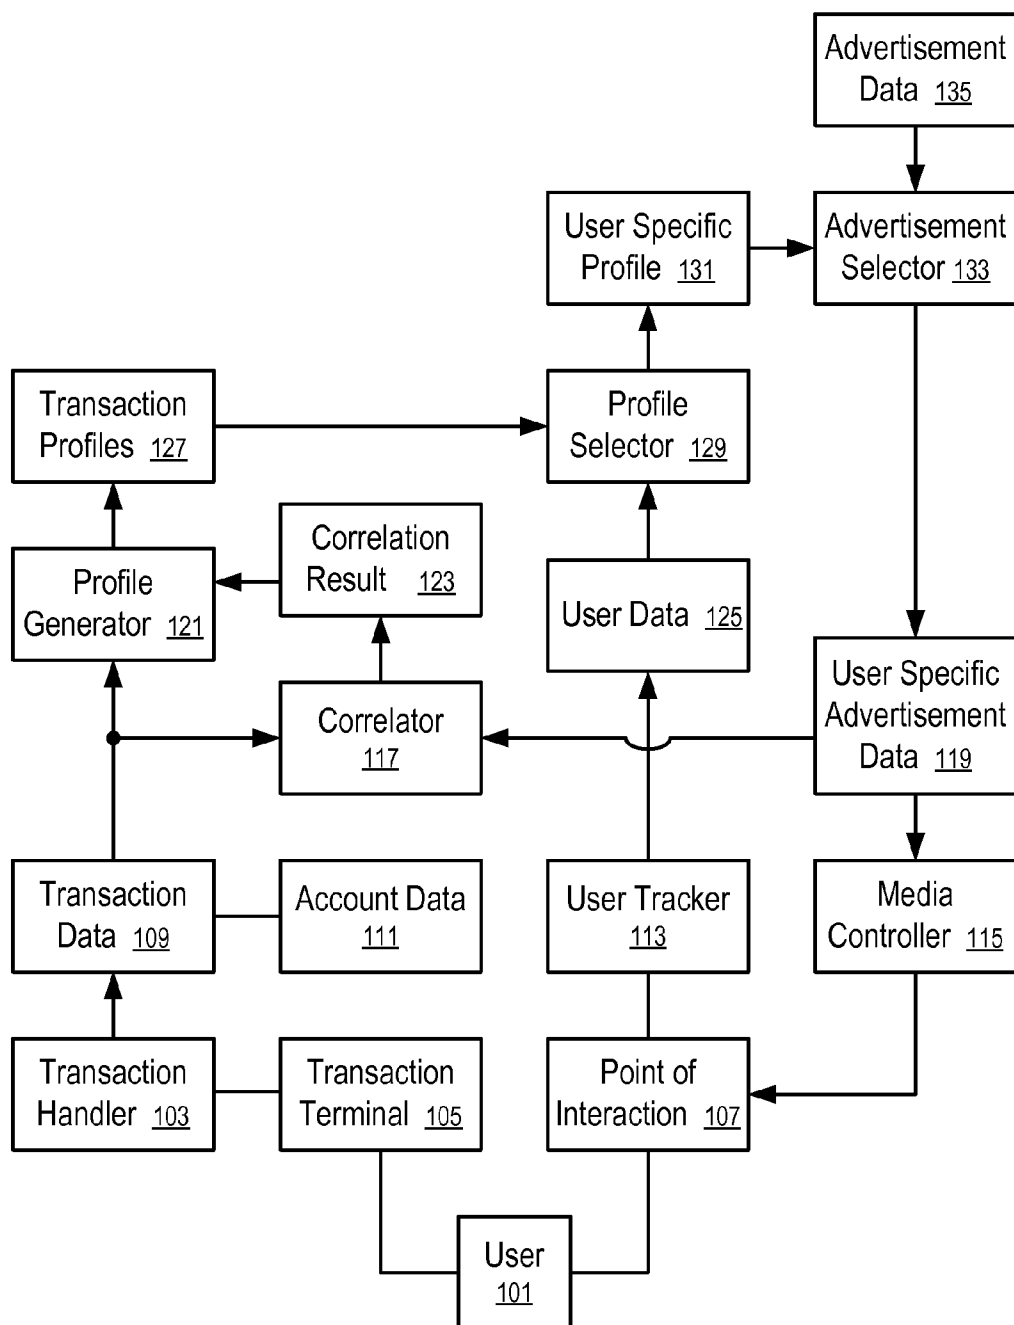 Advertisement
Data 135
User Specific
Profile 131
Advertisement
Selector 133
Transaction
Profiles 127
Profile
Selector 129
Correlation
Result 123
Profile
Generator 121
User Data 125
User Specific
Advertisement
Data 119
Correlator
117
Transaction
Data 109
Account Data
111
User Tracker
113
Media
Controller 115
Transaction
Handler 103
Transaction
Terminal 105
Point of
Interaction 107
User
101